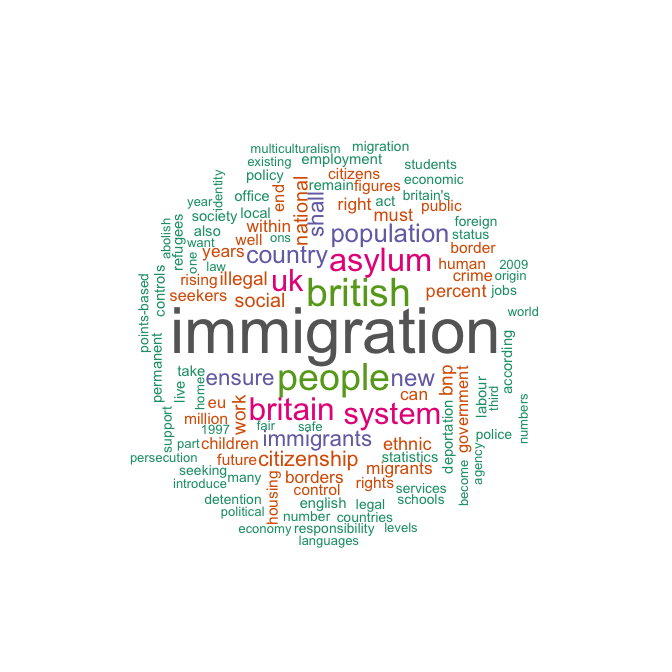 multiculturalism
migration
existing
employment
students
policy
citizens
economic
identity
remain
figures
office
end
act
britain's
year
right
public
society
local
national
shall
must
foreign
abolish
also
within
population
status
refugees
want
well
ons
border
one
years
country
asylum
human
2009
law
rising
illegal
uk
crime
origin
points-based
controls
seekers
social
british
percent
jobs
world
immigration
permanent
take
ensure
people
new
bnp
government
according
live
home
eu
work
britain
system
can
labour
third
numbers
support
million
1997
fair
safe
deportation
police
part
children
immigrants
ethnic
agency
persecution
future
citizenship
statistics
seeking
many
migrants
become
introduce
borders
rights
services
detention
housing
control
schools
political
english
legal
number
countries
economy
responsibility
levels
languages